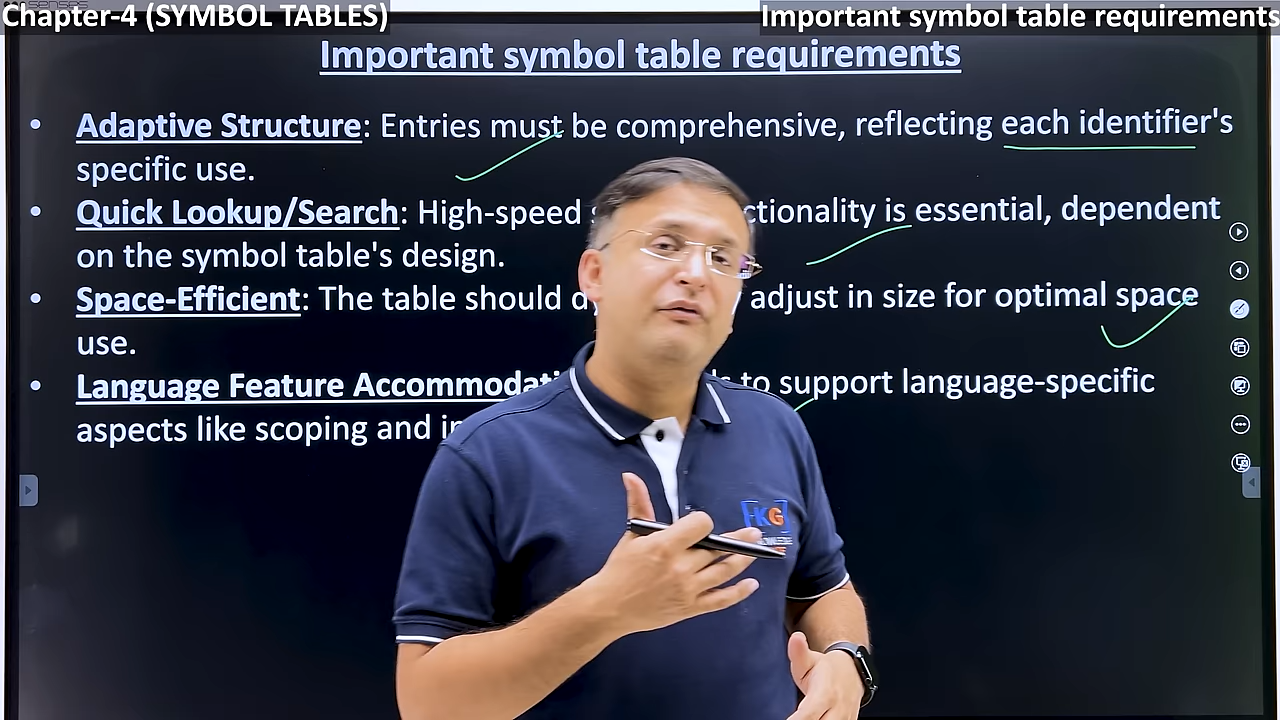 Chapter-4 (SYMBOL TABLES)
Important symbol table requirements
Important symbol table requirements
• Adaptive Structure: Entries must be comprehensive, reflecting each identifier's
specific use.
• Quick Lookup/Search: High-speed ctionality is essential, dependent
on the symbol table's design.
• Space-Efficient: The table should adjust in size for optimal space
use.
• Language Feature Accommodati to support language-specific
aspects like scoping and
KG